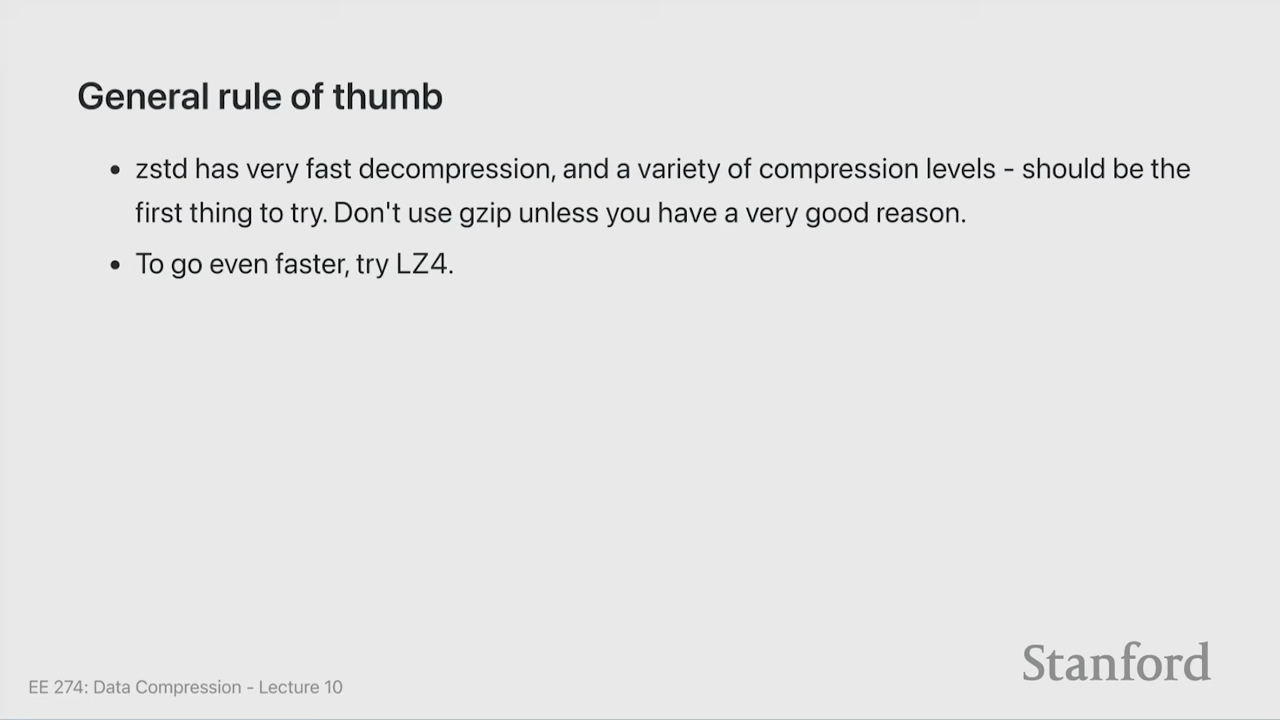 General rule of thumb
• zstd has very fast decompression, and a variety of compression levels - should be the
first thing to try. Don't use gzip unless you have a very good reason.
• To go even faster, try LZ4.
Stanford
EE 274: Data Compression - Lecture 10